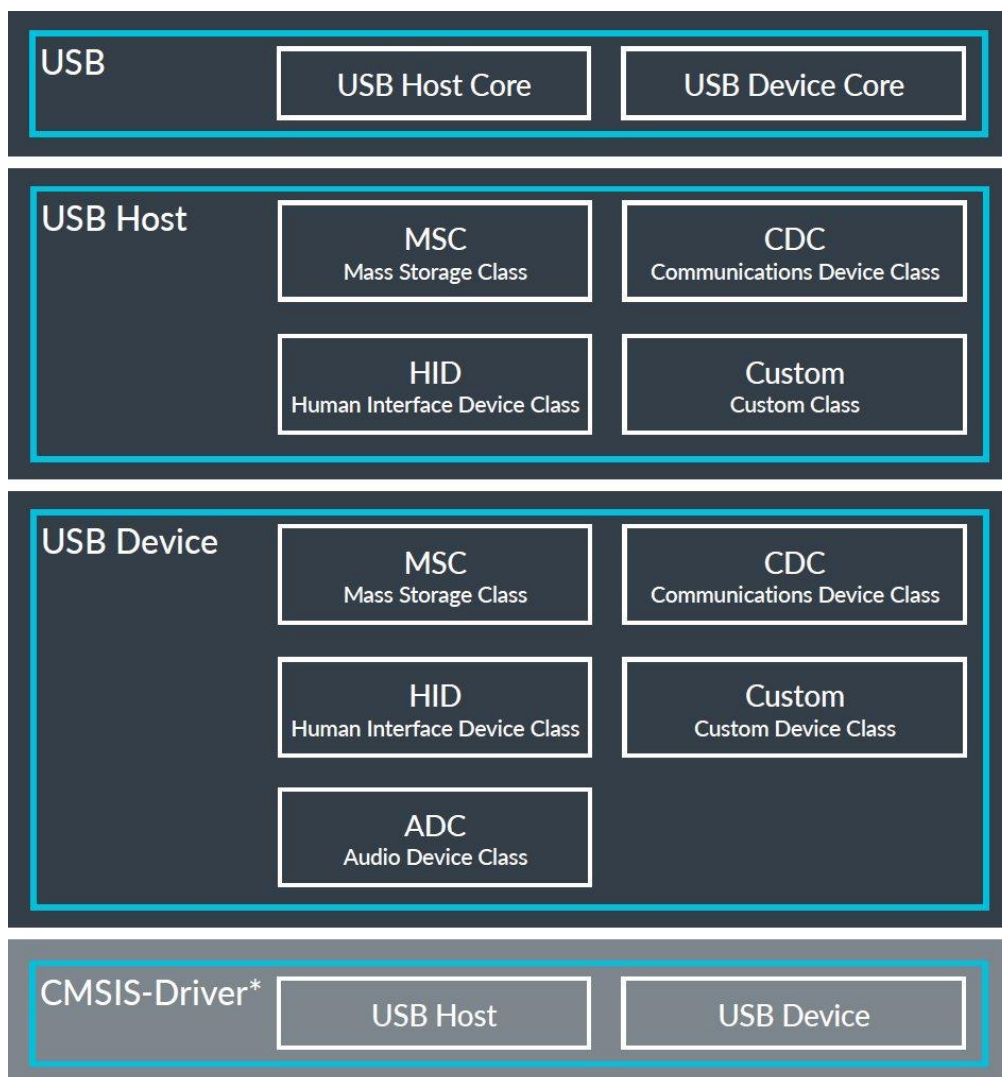 USB
USB Host Core
USB Device Core
USB Host
MSC
Mass Storage Class
CDC
Communications Device Class
HID
Human Interface Device Class
Custom
Custom Class
USB Device
MSC
Mass Storage Class
CDC
Communications Device Class
HID
Human Interface Device Class
Custom
Custom Device Class
ADC
Audio Device Class
CMSIS-Driver*
USB Host
USB Device